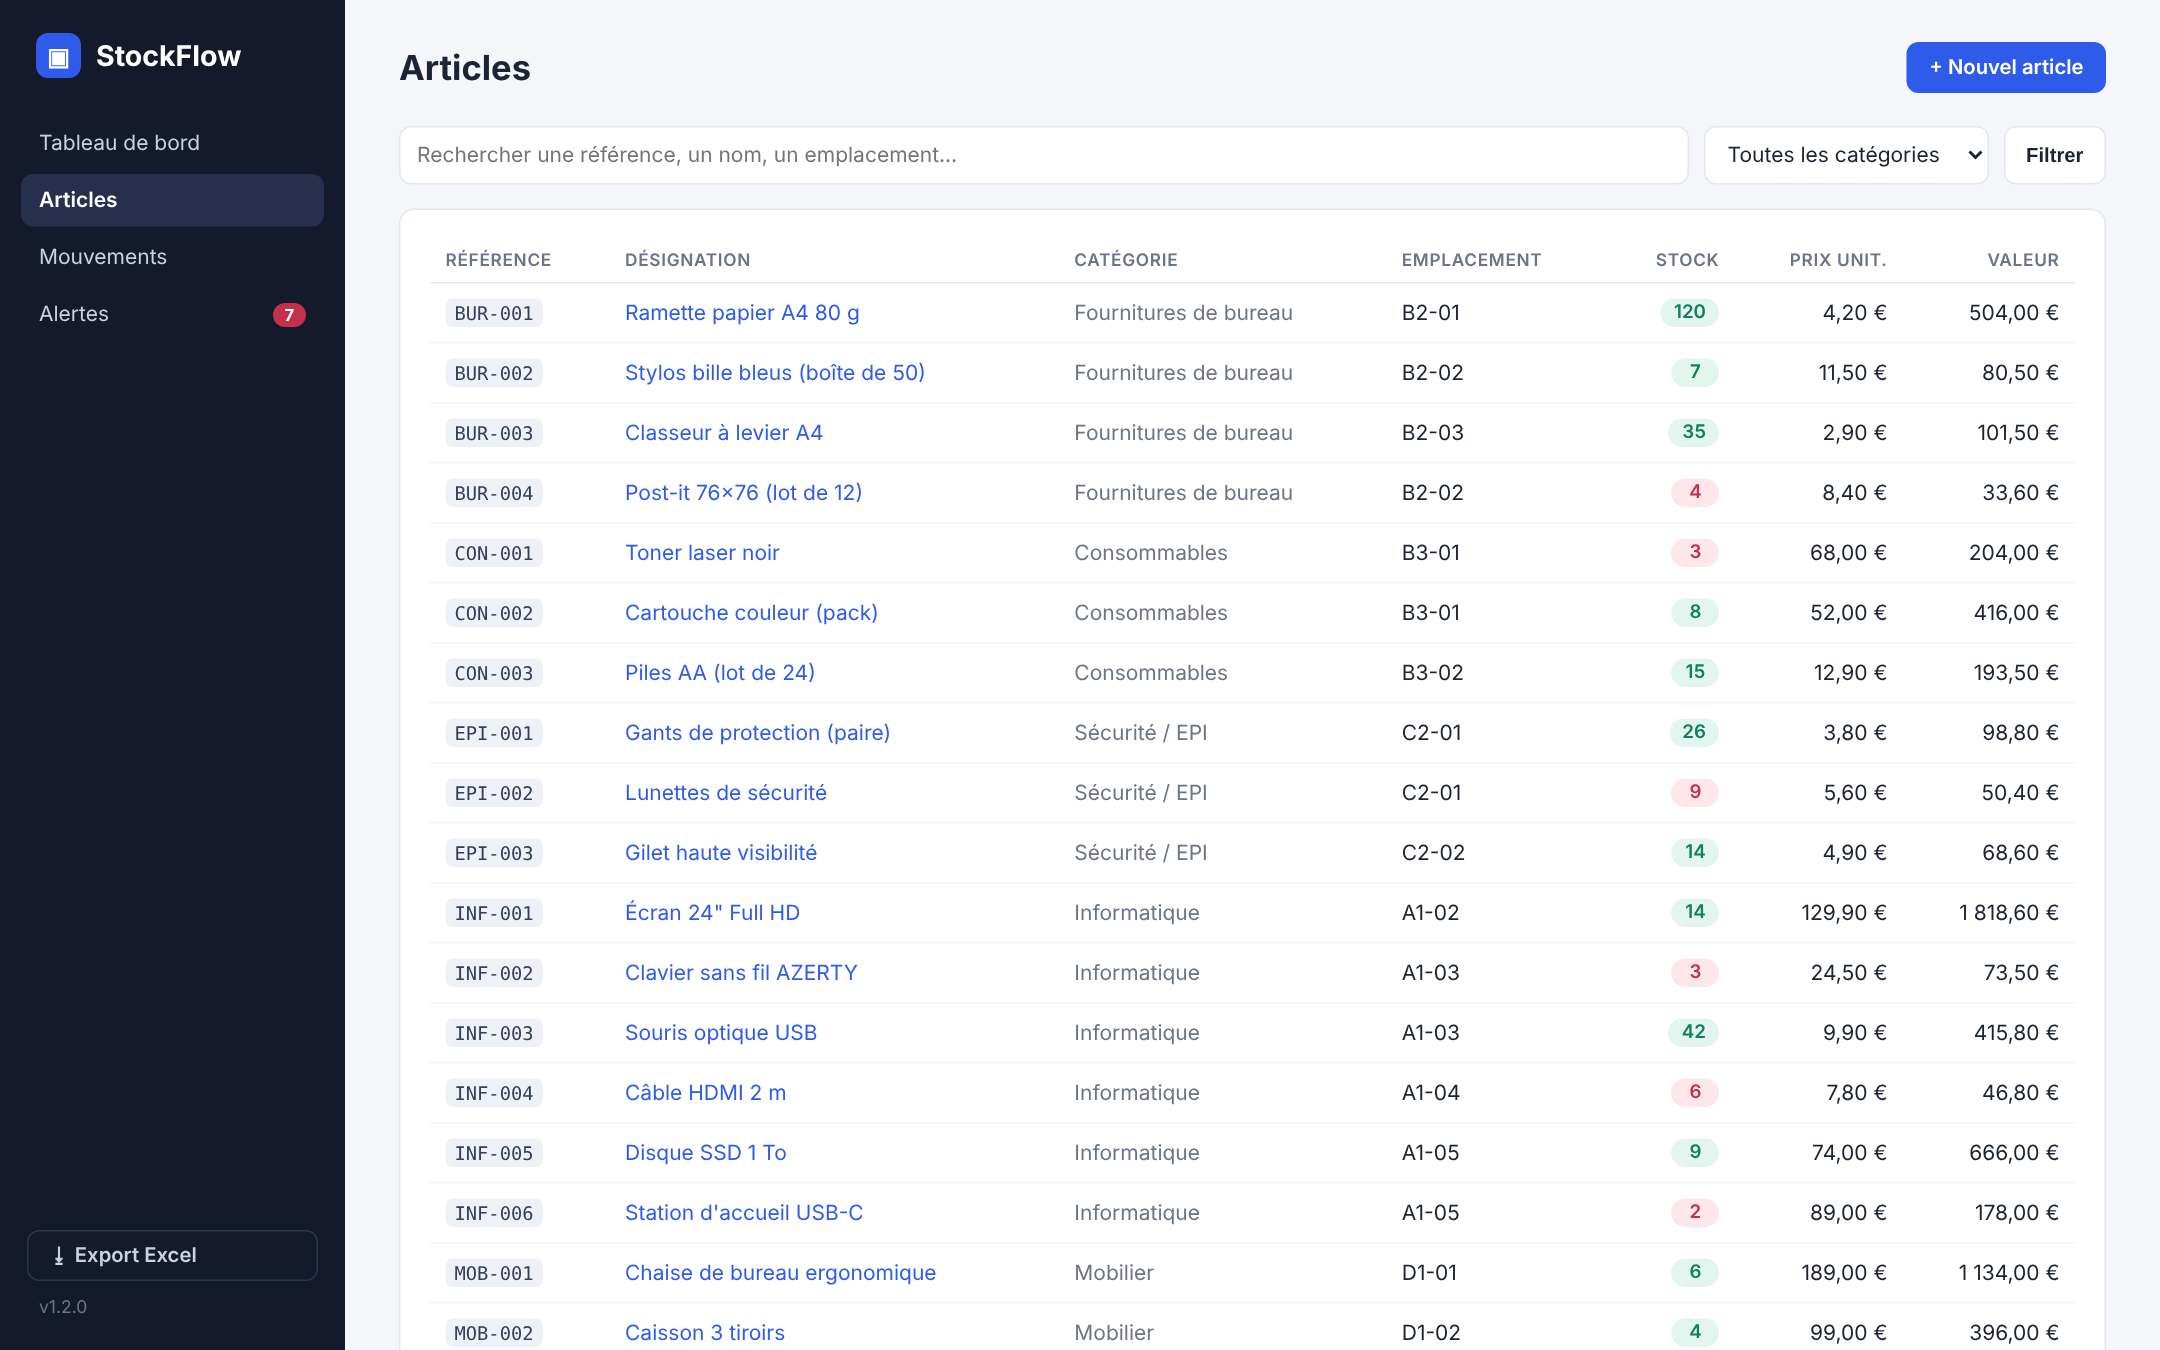 StockFlow
Tableau de bord
Articles
Mouvements
Alertes 7
Export Excel
v1.2.0
Articles
+ Nouvel article
Rechercher une référence, un nom, un emplacement...
Toutes les catégories
Filtrer
RÉFÉRENCE DÉSIGNATION CATÉGORIE EMPLACEMENT STOCK PRIX UNIT. VALEUR
BUR-001 Ramette papier A4 80 g Fournitures de bureau B2-01 120 4,20 € 504,00 €
BUR-002 Stylos bille bleus (boîte de 50) Fournitures de bureau B2-02 7 11,50 € 80,50 €
BUR-003 Classeur à levier A4 Fournitures de bureau B2-03 35 2,90 € 101,50 €
BUR-004 Post-it 76×76 (lot de 12) Fournitures de bureau B2-02 4 8,40 € 33,60 €
CON-001 Toner laser noir Consommables B3-01 3 68,00 € 204,00 €
CON-002 Cartouche couleur (pack) Consommables B3-01 8 52,00 € 416,00 €
CON-003 Piles AA (lot de 24) Consommables B3-02 15 12,90 € 193,50 €
EPI-001 Gants de protection (paire) Sécurité / EPI C2-01 26 3,80 € 98,80 €
EPI-002 Lunettes de sécurité Sécurité / EPI C2-01 9 5,60 € 50,40 €
EPI-003 Gilet haute visibilité Sécurité / EPI C2-02 14 4,90 € 68,60 €
INF-001 Écran 24" Full HD Informatique A1-02 14 129,90 € 1 818,60 €
INF-002 Clavier sans fil AZERTY Informatique A1-03 3 24,50 € 73,50 €
INF-003 Souris optique USB Informatique A1-03 42 9,90 € 415,80 €
INF-004 Câble HDMI 2 m Informatique A1-04 6 7,80 € 46,80 €
INF-005 Disque SSD 1 To Informatique A1-05 9 74,00 € 666,00 €
INF-006 Station d'accueil USB-C Informatique A1-05 2 89,00 € 178,00 €
MOB-001 Chaise de bureau ergonomique Mobilier D1-01 6 189,00 € 1 134,00 €
MOB-002 Caisson 3 tiroirs Mobilier D1-02 4 99,00 € 396,00 €